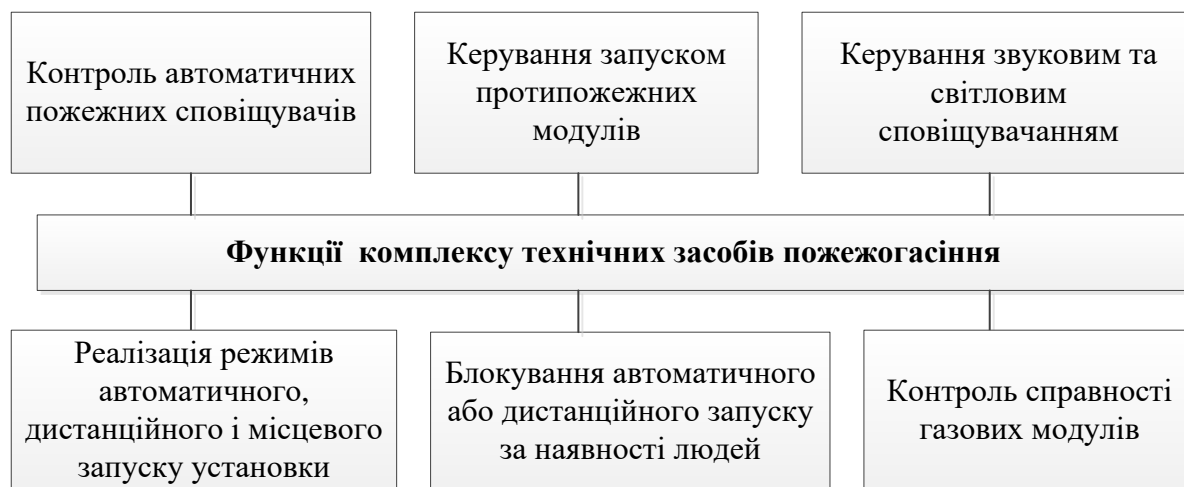 Контроль автоматичних
пожежних сповіщувачів
Керування запуском
протипожежних
модулів
Керування звуковим та
світловим
сповіщувачанням
Функції комплексу технічних засобів пожежогасіння
Реалізація режимів
автоматичного,
дистанційного і місцевого
запуску установки
Блокування автоматичного
або дистанційного запуску
за наявності людей
Контроль справності
газових модулів